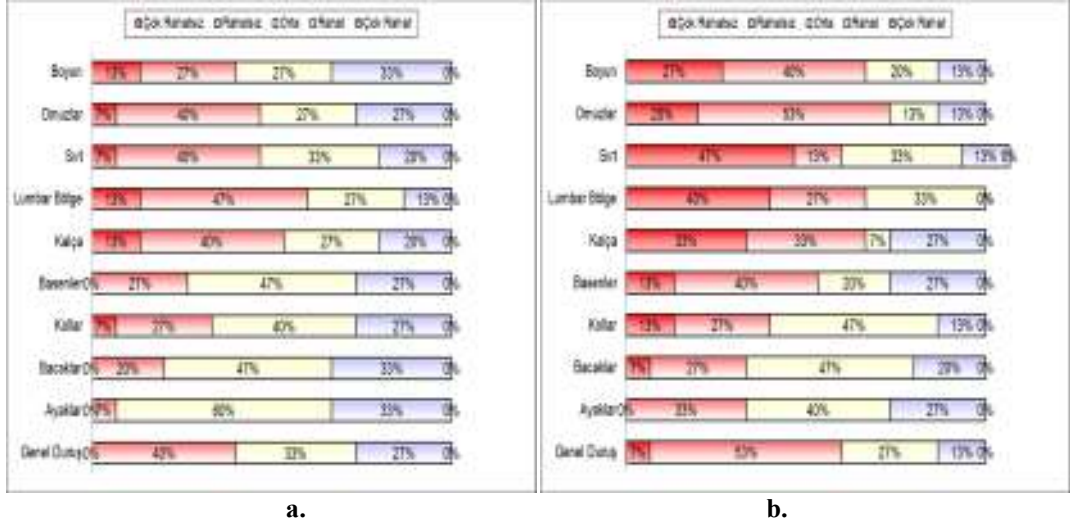 Çok Rahatsız Rahatsız Orta Rahat Çok Rahat
Boyun 13% 27% 27% 33% 0%
Omuzlar 7% 40% 27% 27% 0%
Sırt 7% 40% 33% 20% 0%
Lumbar Bölge 13% 47% 27% 13% 0%
Kalça 13% 40% 27% 20% 0%
Basenler 0% 27% 47% 27% 0%
Kollar 7% 27% 40% 27% 0%
Bacaklar 0% 20% 47% 33% 0%
Ayaklar 0% 7% 60% 33% 0%
Genel Duruş 0% 40% 33% 27% 0%
a.
Çok Rahatsız Rahatsız Orta Rahat Çok Rahat
Boyun 27% 40% 20% 13% 0%
Omuzlar 20% 53% 13% 13% 0%
Sırt 47% 13% 33% 13% 0%
Lumbar Bölge 40% 27% 33% 0%
Kalça 33% 33% 7% 27% 0%
Basenler 13% 40% 20% 27% 0%
Kollar 13% 27% 47% 13% 0%
Bacaklar 7% 27% 47% 20% 0%
Ayaklar 0% 33% 40% 27% 0%
Genel Duruş 7% 53% 27% 13% 0%
b.